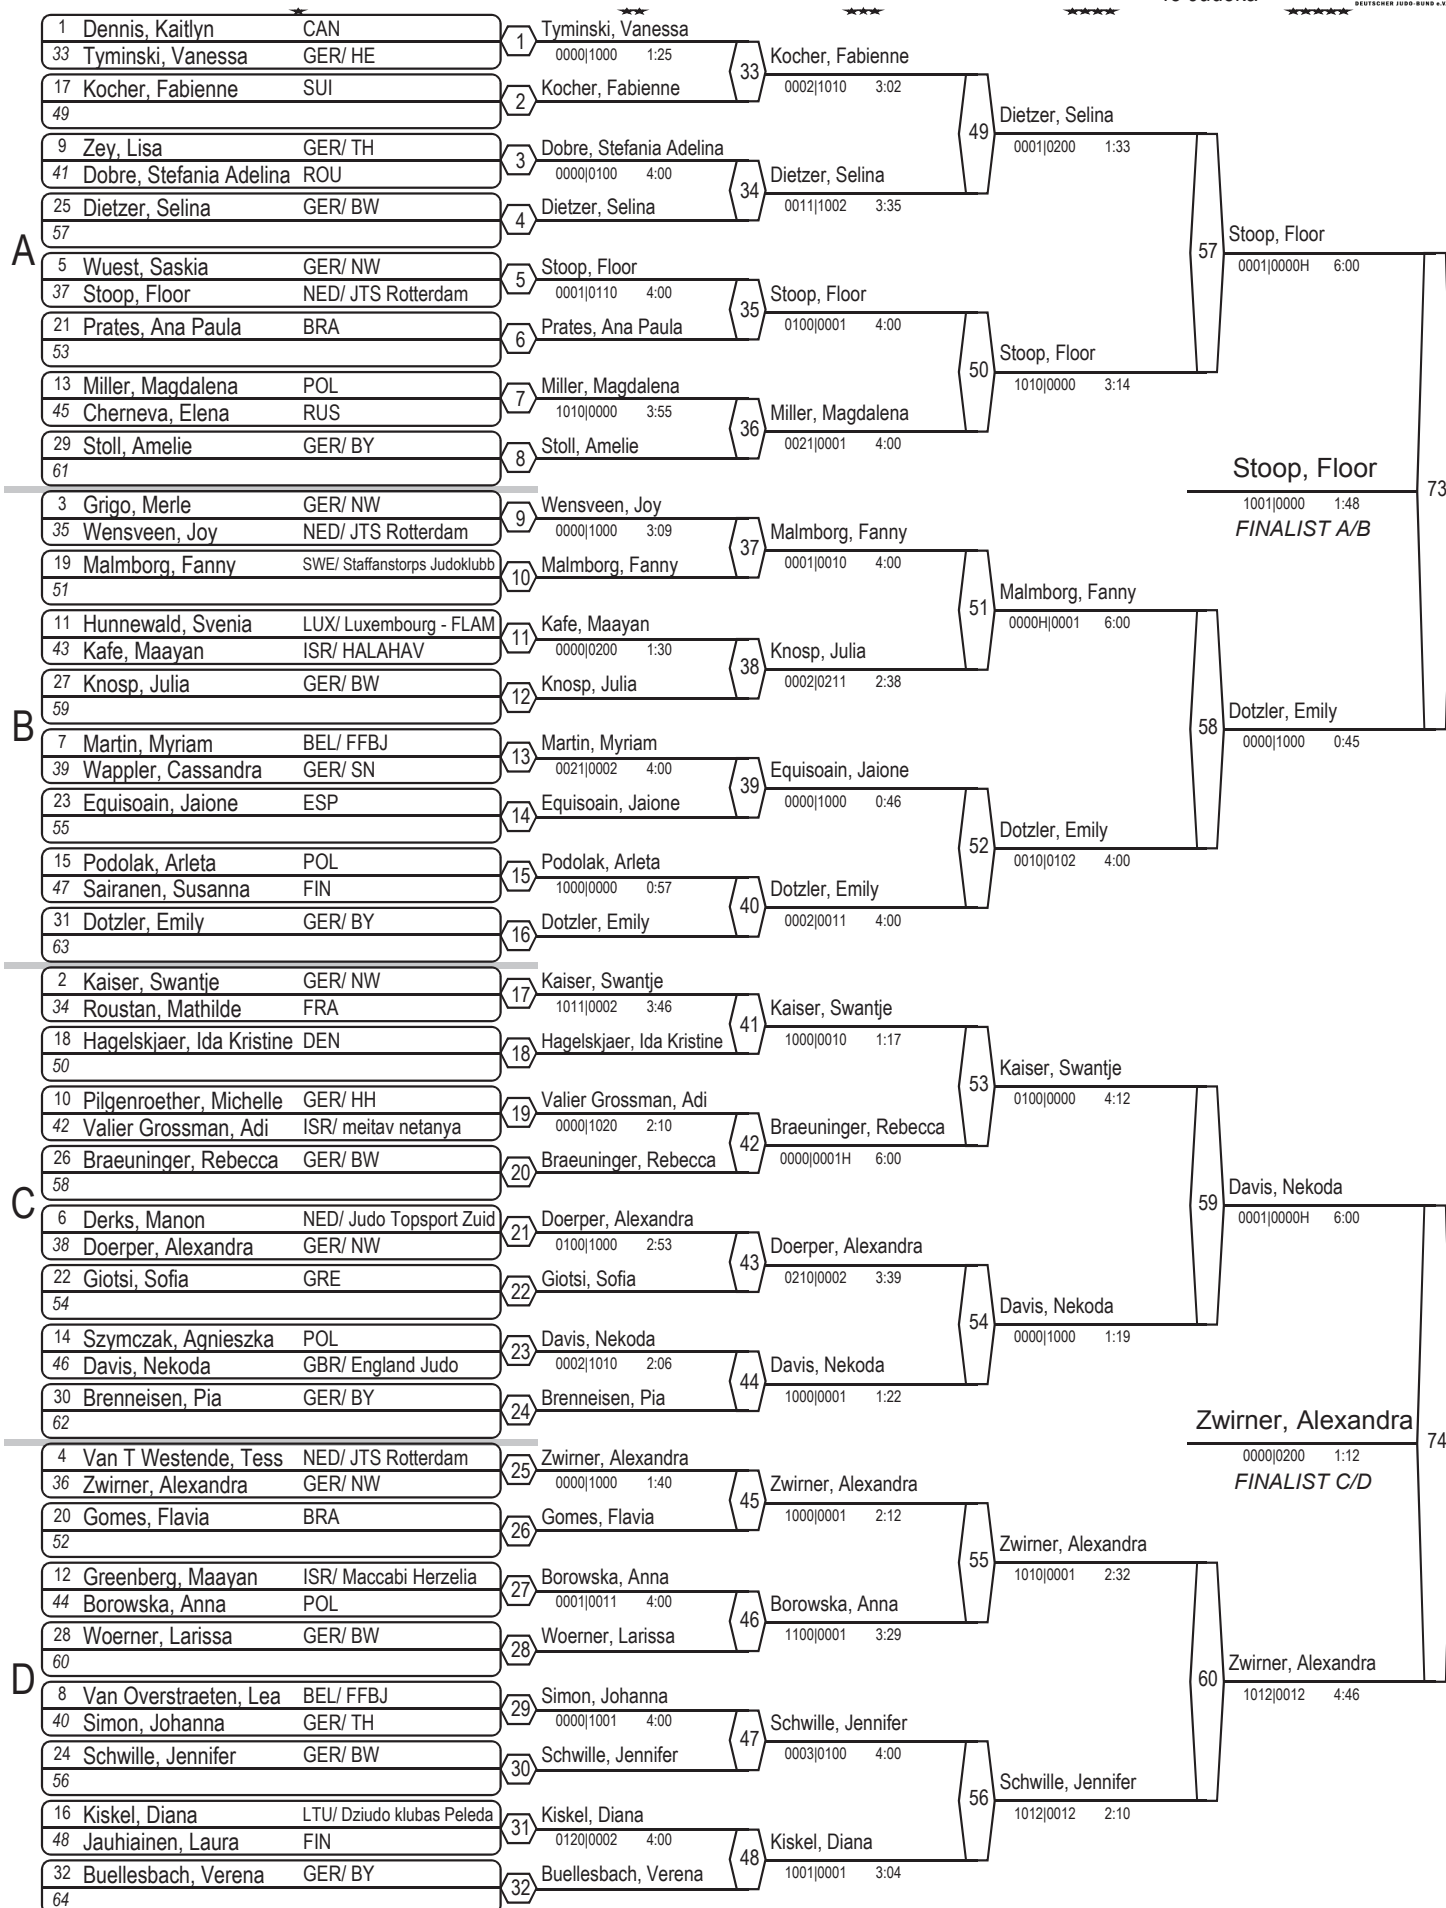 DEUTSCHER JUDO-BUND e.V.
1 Dennis, Kaitlyn CAN
33 Tyminski, Vanessa GER/ HE
1
Tyminski, Vanessa
0000|1000 1:25
17 Kocher, Fabienne SUI
49
2
Kocher, Fabienne
33
Kocher, Fabienne
0002|1010 3:02
9 Zey, Lisa GER/ TH
41 Dobre, Stefania Adelina ROU
3
Dobre, Stefania Adelina
0000|0100 4:00
25 Dietzer, Selina GER/ BW
57
4
Dietzer, Selina
34
Dietzer, Selina
0011|1002 3:35
49
Dietzer, Selina
0001|0200 1:33
A
5 Wuest, Saskia GER/ NW
37 Stoop, Floor NED/ JTS Rotterdam
5
Stoop, Floor
0001|0110 4:00
21 Prates, Ana Paula BRA
53
6
Prates, Ana Paula
35
Stoop, Floor
0100|0001 4:00
13 Miller, Magdalena POL
45 Cherneva, Elena RUS
7
Miller, Magdalena
1010|0000 3:55
29 Stoll, Amelie GER/ BY
61
8
Stoll, Amelie
36
Miller, Magdalena
0021|0001 4:00
50
Stoop, Floor
1010|0000 3:14
57
Stoop, Floor
0001|0000H 6:00
3 Grigo, Merle GER/ NW
35 Wensveen, Joy NED/ JTS Rotterdam
9
Wensveen, Joy
0000|1000 3:09
19 Malmborg, Fanny SWE/ Staffanstorps Judoklubb
51
10
Malmborg, Fanny
37
Malmborg, Fanny
0001|0010 4:00
11 Hunnewald, Svenia LUX/ Luxembourg - FLAM
43 Kafe, Maayan ISR/ HALAHAV
11
Kafe, Maayan
0000|0200 1:30
27 Knosp, Julia GER/ BW
59
12
Knosp, Julia
38
Knosp, Julia
0002|0211 2:38
51
Malmborg, Fanny
0000H|0001 6:00
B
7 Martin, Myriam BEL/ FFBJ
39 Wappler, Cassandra GER/ SN
13
Martin, Myriam
0021|0002 4:00
23 Equisoain, Jaione ESP
55
14
Equisoain, Jaione
39
Equisoain, Jaione
0000|1000 0:46
15 Podolak, Arleta POL
47 Sairanen, Susanna FIN
15
Podolak, Arleta
1000|0000 0:57
31 Dotzler, Emily GER/ BY
63
16
Dotzler, Emily
40
Dotzler, Emily
0002|0011 4:00
52
Dotzler, Emily
0010|0102 4:00
58
Dotzler, Emily
0000|1000 0:45
73
Stoop, Floor
1001|0000 1:48
FINALIST A/B
2 Kaiser, Swantje GER/ NW
34 Roustan, Mathilde FRA
17
Kaiser, Swantje
1011|0002 3:46
18 Hagelskjaer, Ida Kristine DEN
50
18
Hagelskjaer, Ida Kristine
41
Kaiser, Swantje
1000|0010 1:17
10 Pilgenroether, Michelle GER/ HH
42 Valier Grossman, Adi ISR/ meitav netanya
19
Valier Grossman, Adi
0000|1020 2:10
26 Braeuninger, Rebecca GER/ BW
58
20
Braeuninger, Rebecca
42
Braeuninger, Rebecca
0000|0001H 6:00
53
Kaiser, Swantje
0100|0000 4:12
C
6 Derks, Manon NED/ Judo Topsport Zuid
38 Doerper, Alexandra GER/ NW
21
Doerper, Alexandra
0100|1000 2:53
22 Giotsi, Sofia GRE
54
22
Giotsi, Sofia
43
Doerper, Alexandra
0210|0002 3:39
14 Szymczak, Agnieszka POL
46 Davis, Nekoda GBR/ England Judo
23
Davis, Nekoda
0002|1010 2:06
30 Brenneisen, Pia GER/ BY
62
24
Brenneisen, Pia
44
Davis, Nekoda
1000|0001 1:22
54
Davis, Nekoda
0000|1000 1:19
59
Davis, Nekoda
0001|0000H 6:00
4 Van T Westende, Tess NED/ JTS Rotterdam
36 Zwirner, Alexandra GER/ NW
25
Zwirner, Alexandra
0000|1000 1:40
20 Gomes, Flavia BRA
52
26
Gomes, Flavia
45
Zwirner, Alexandra
1000|0001 2:12
12 Greenberg, Maayan ISR/ Maccabi Herzelia
44 Borowska, Anna POL
27
Borowska, Anna
0001|0011 4:00
28 Woerner, Larissa GER/ BW
60
28
Woerner, Larissa
46
Borowska, Anna
1100|0001 3:29
55
Zwirner, Alexandra
1010|0001 2:32
D
8 Van Overstraeten, Lea BEL/ FFBJ
40 Simon, Johanna GER/ TH
29
Simon, Johanna
0000|1001 4:00
24 Schwille, Jennifer GER/ BW
56
30
Schwille, Jennifer
47
Schwille, Jennifer
0003|0100 4:00
16 Kiskel, Diana LTU/ Dziudo klubas Peleda
48 Jauhiainen, Laura FIN
31
Kiskel, Diana
0120|0002 4:00
32 Buellesbach, Verena GER/ BY
64
32
Buellesbach, Verena
48
Kiskel, Diana
1001|0001 3:04
56
Schwille, Jennifer
1012|0012 2:10
60
Zwirner, Alexandra
1012|0012 4:46
74
Zwirner, Alexandra
0000|0200 1:12
FINALIST C/D